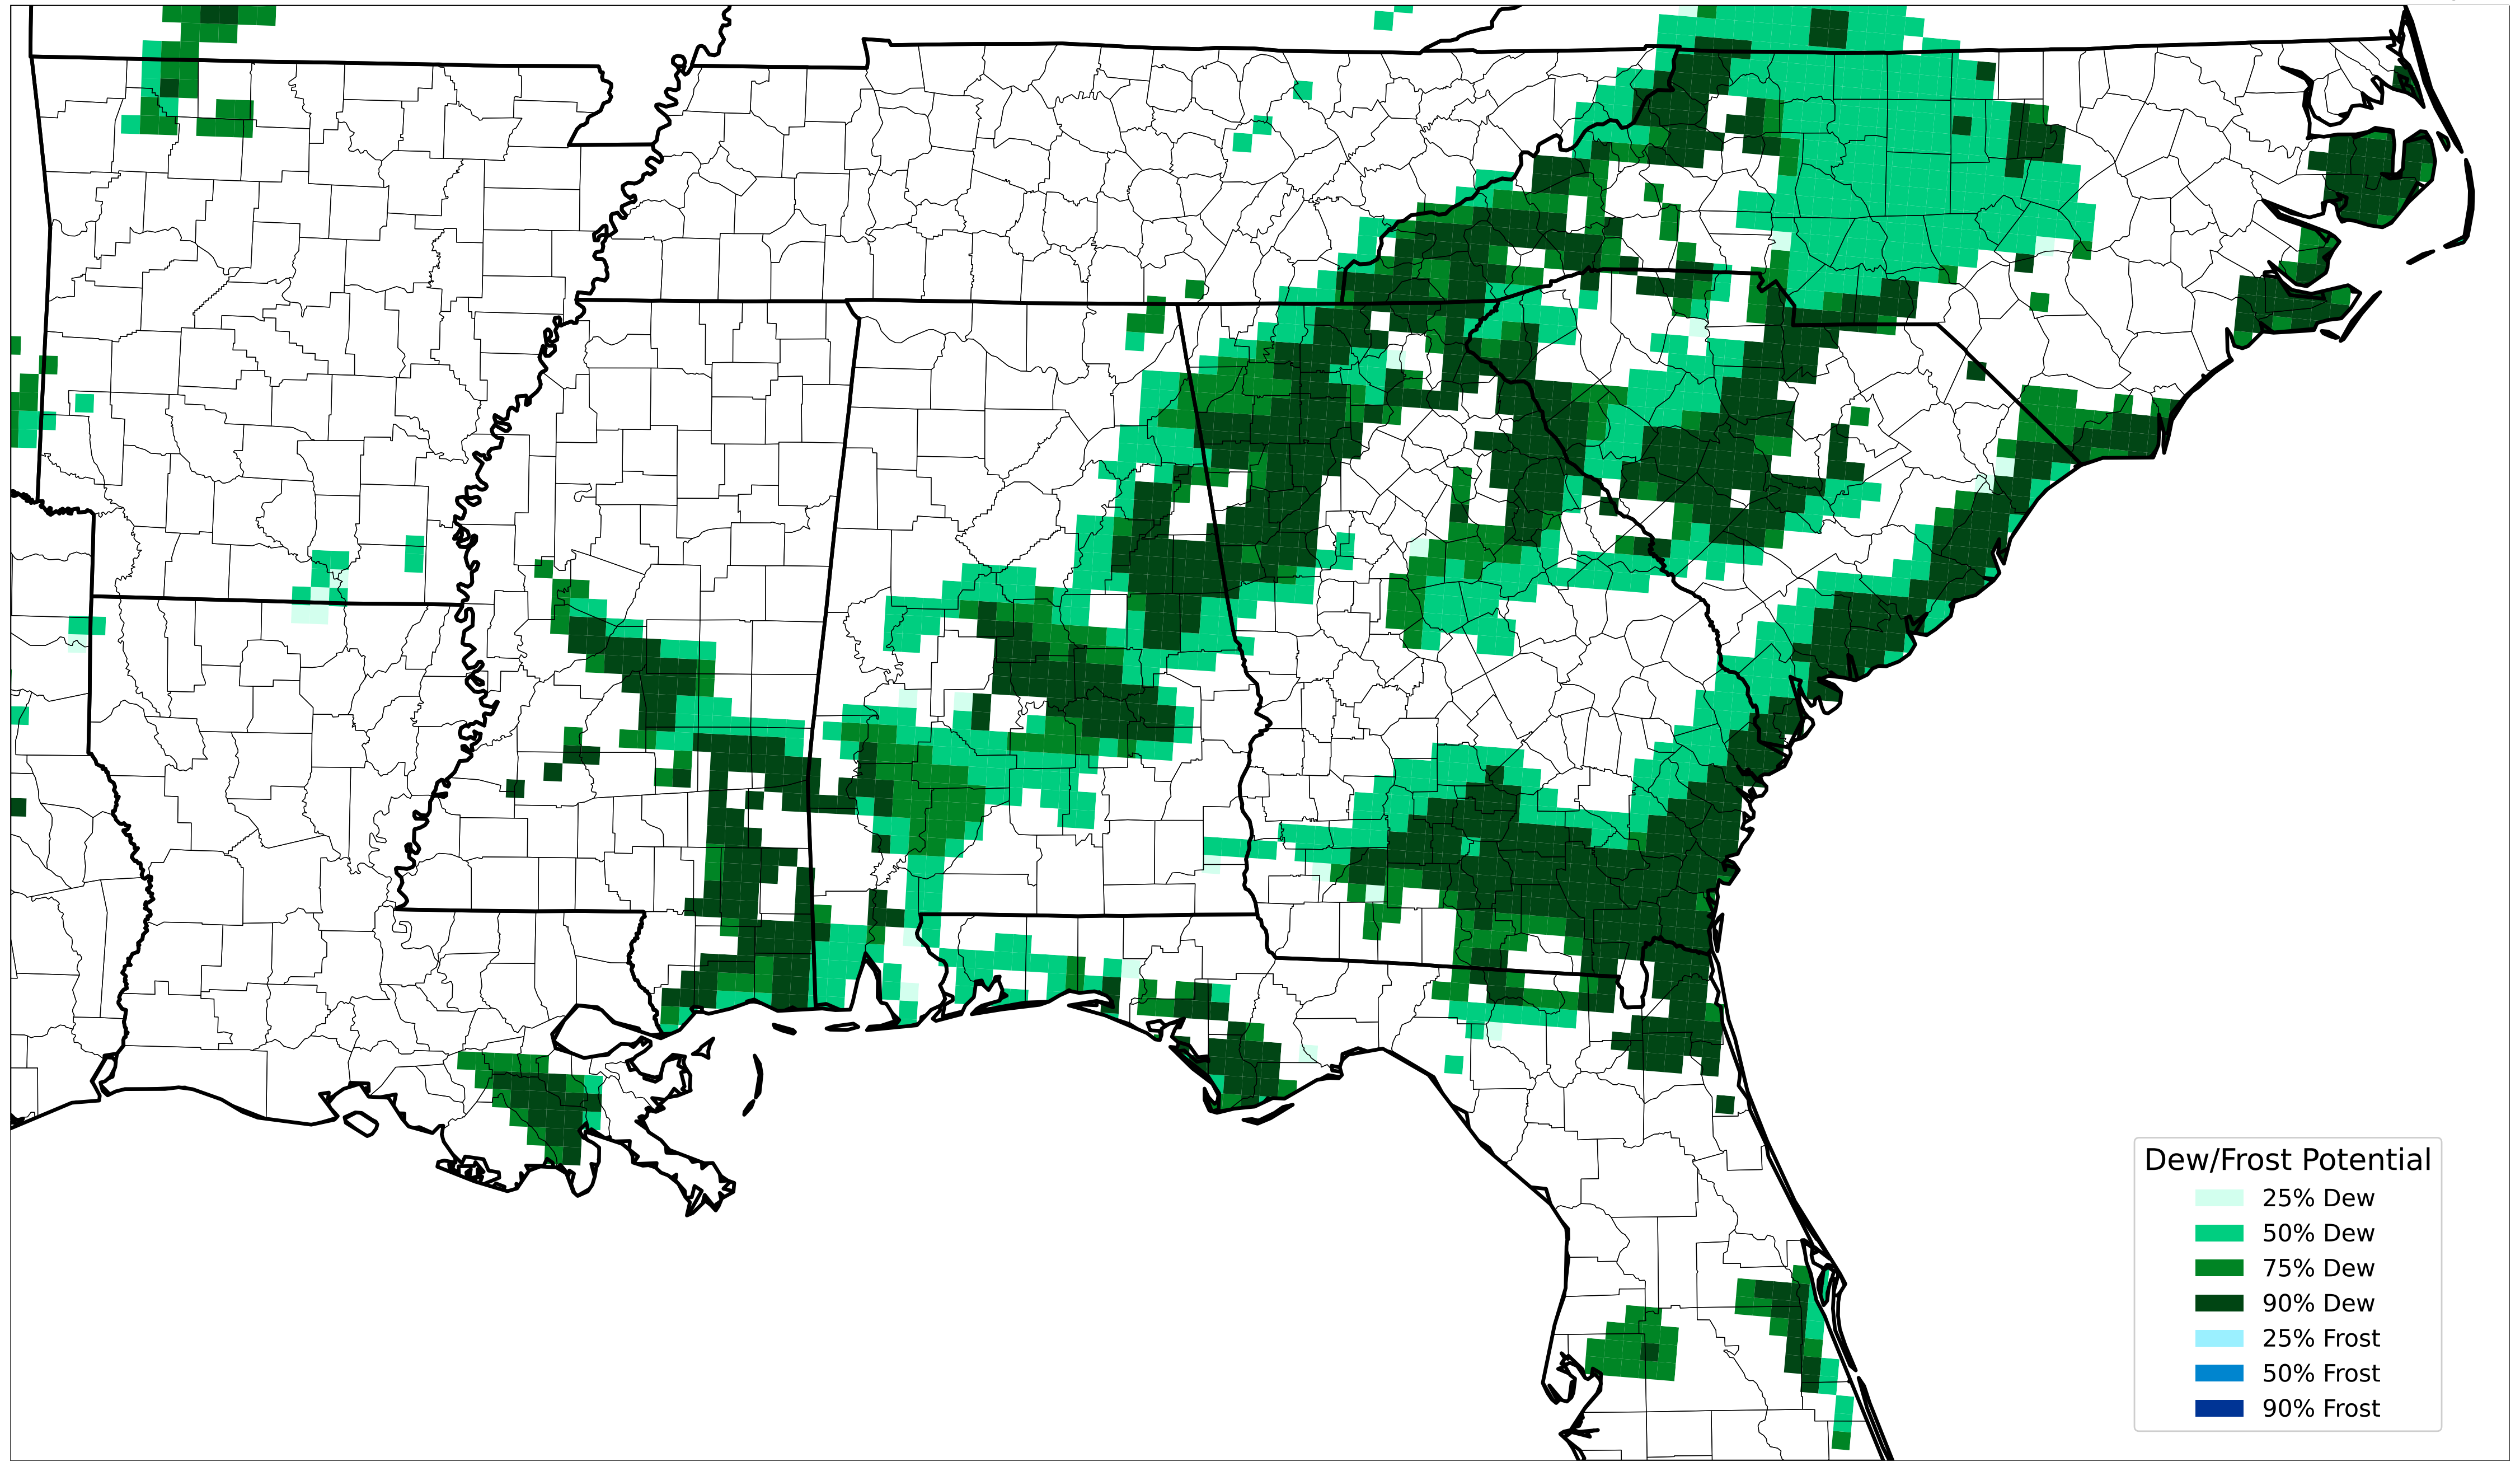 Dew/Frost Potential
25% Dew
50% Dew
75% Dew
90% Dew
25% Frost
50% Frost
90% Frost